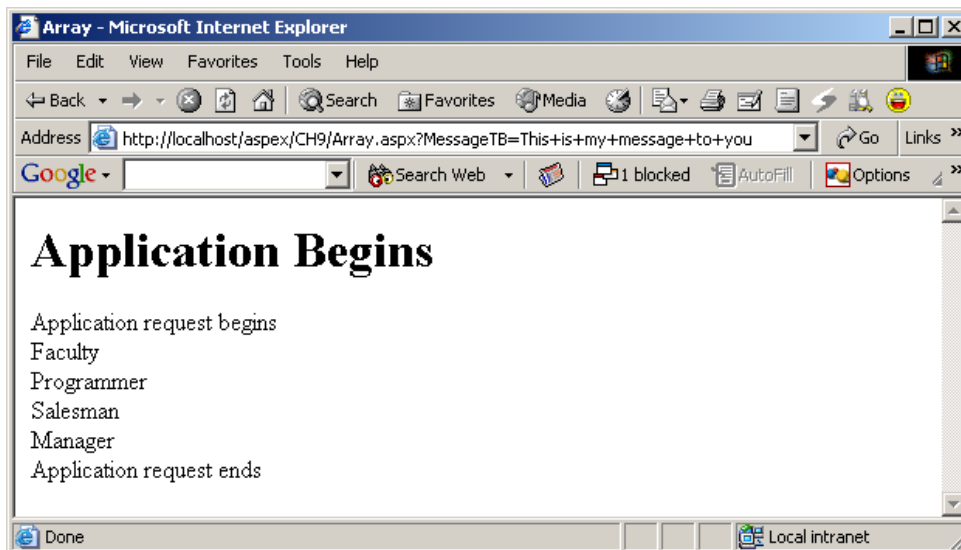 Array - Microsoft Internet Explorer
File Edit View Favorites Tools Help
Back Search Favorites Media
Address http://localhost/aspex/CH9/Array.aspx?MessageTB=This+is+my+message+to+you Go Links »
Google Search Web 1 blocked AutoFill Options »
Application Begins
Application request begins
Faculty
Programmer
Salesman
Manager
Application request ends
Done Local intranet